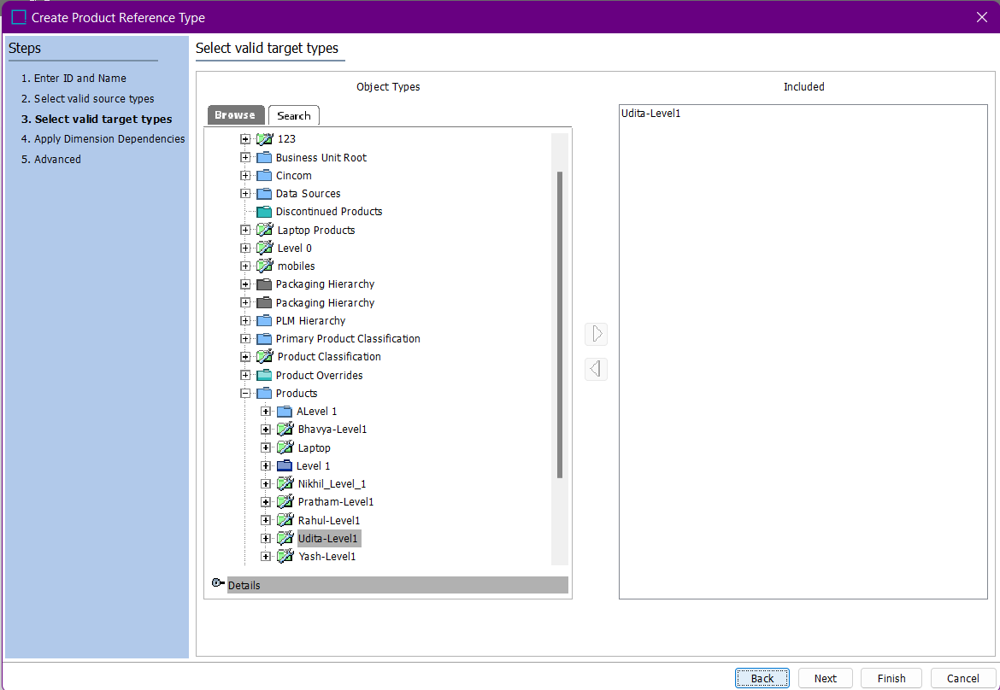 Create Product Reference Type
Steps
1. Enter ID and Name
2. Select valid source types
3. Select valid target types
4. Apply Dimension Dependencies
5. Advanced
Select valid target types
Object Types
Browse
Search
123
Business Unit Root
Cincom
Data Sources
Discontinued Products
Laptop Products
Level 0
mobiles
Packaging Hierarchy
Packaging Hierarchy
PLM Hierarchy
Primary Product Classification
Product Classification
Product Overrides
Products
ALevel 1
Bhavya-Level1
Laptop
Level 1
Nikhil_Level_1
Pratham-Level1
Rahul-Level1
Udita-Level1
Yash-Level1
Details
Included
Udita-Level1
Back
Next
Finish
Cancel